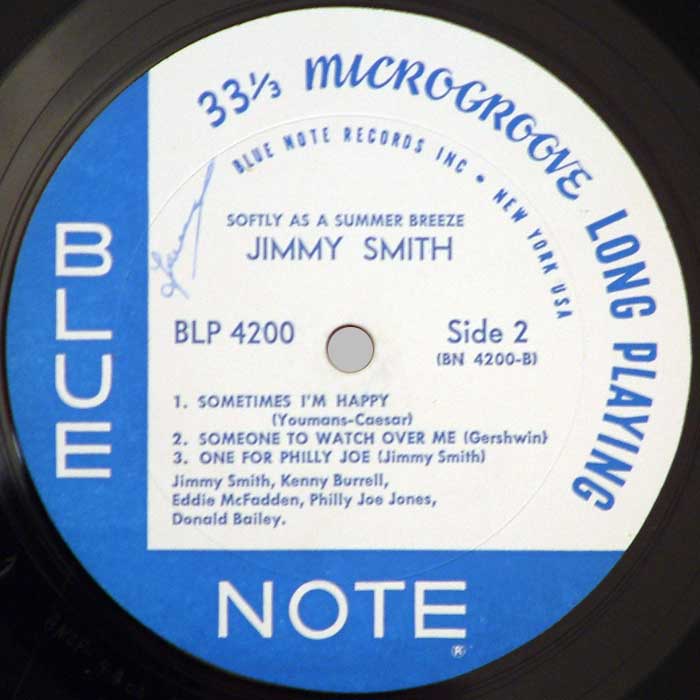 33⅓ MICROGROOVE LONG PLAYING
BLUE NOTE RECORDS INC • NEW YORK USA
SOFTLY AS A SUMMER BREEZE
JIMMY SMITH
BLP 4200
Side 2
(BN 4200-B)
1. SOMETIMES I'M HAPPY
(Youmans-Caesar)
2. SOMEONE TO WATCH OVER ME (Gershwin)
3. ONE FOR PHILLY JOE (Jimmy Smith)
Jimmy Smith, Kenny Burrell,
Eddie McFadden, Philly Joe Jones,
Donald Bailey.
BLUE
NOTE
®